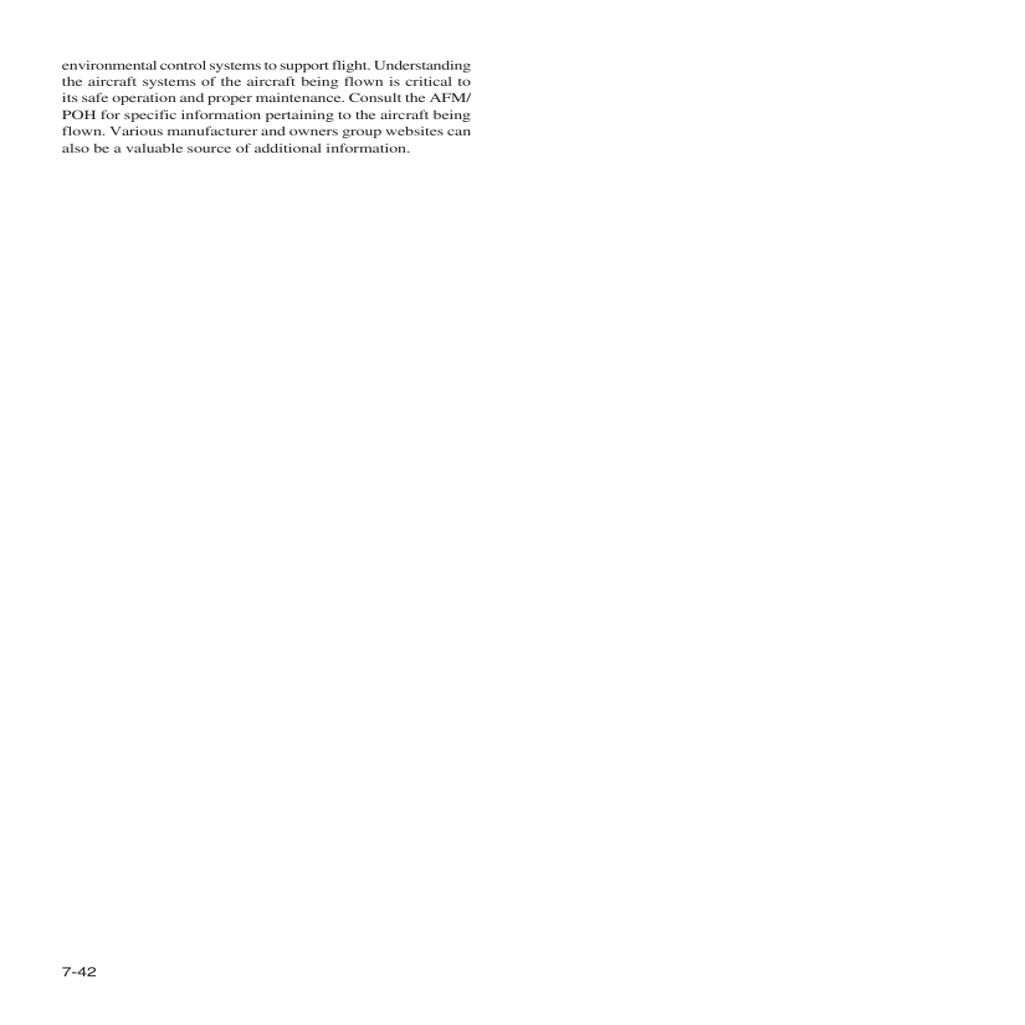 environmental control systems to support flight. Understanding
the aircraft systems of the aircraft being flown is critical to
its safe operation and proper maintenance. Consult the AFM/
POH for specific information pertaining to the aircraft being
flown. Various manufacturer and owners group websites can
also be a valuable source of additional information.
7-42